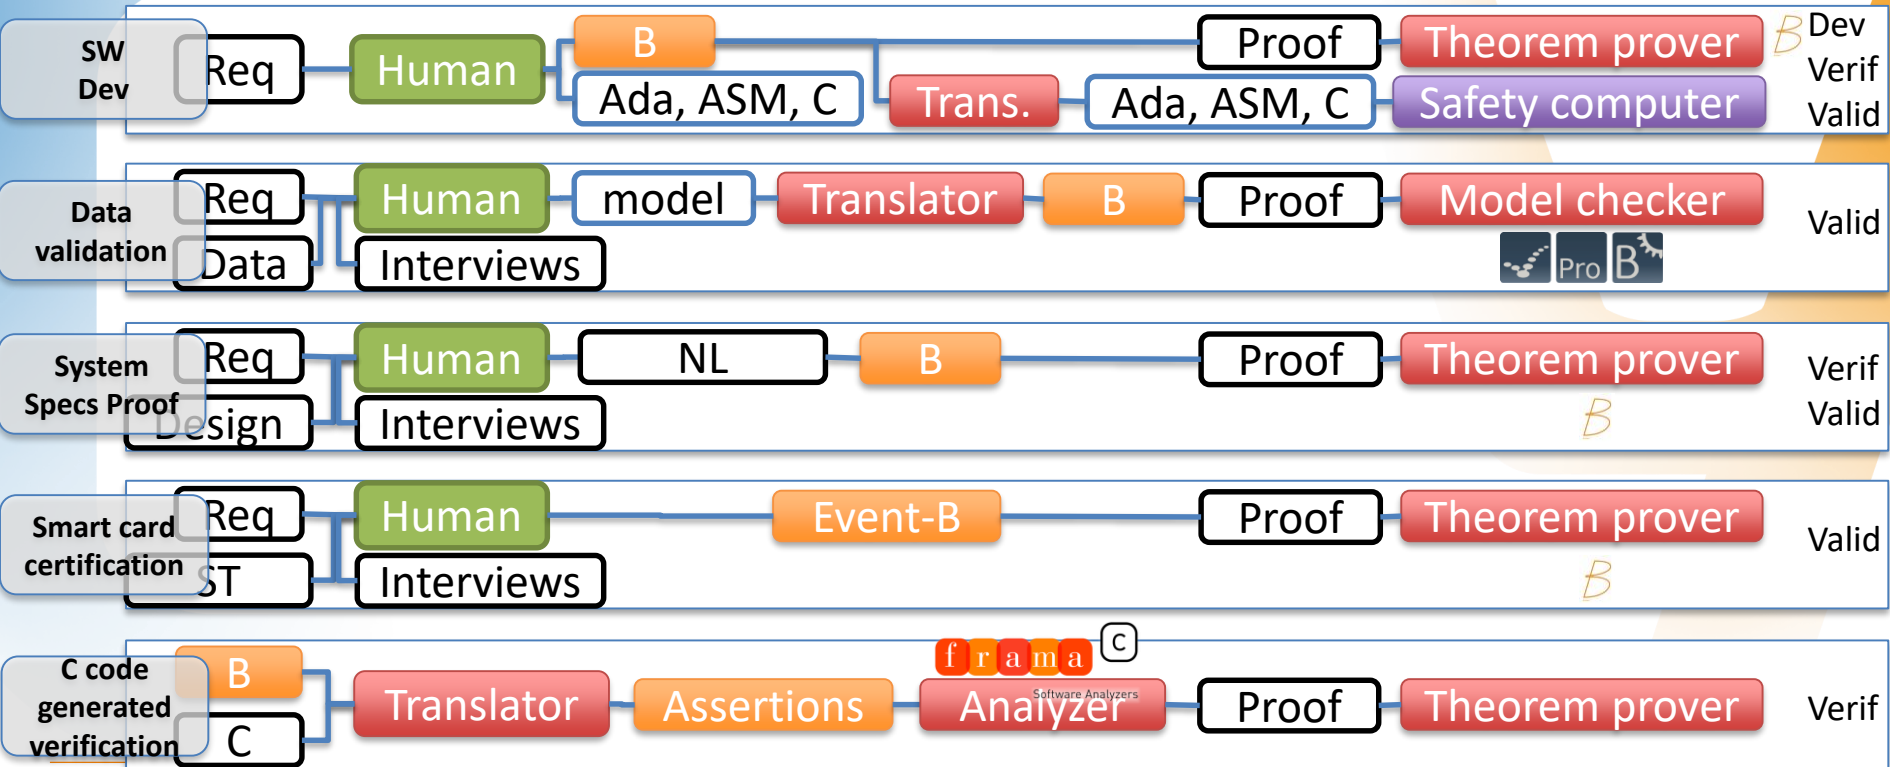 SW
Dev
Req
Human
B
Ada, ASM, C
Trans.
Ada, ASM, C
Proof
Theorem prover
Safety computer
B
Dev
Verif
Valid
Data
validation
Req
Data
Human
Interviews
model
Translator
B
Proof
Model checker
Pro B
Valid
System
Specs Proof
Req
Design
Human
Interviews
NL
B
Proof
Theorem prover
B
Verif
Valid
Smart card
certification
Req
ST
Human
Interviews
Event-B
Proof
Theorem prover
B
Valid
C code
generated
verification
B
C
Translator
Assertions
frama C
Software Analyzers
Analyzer
Proof
Theorem prover
Verif